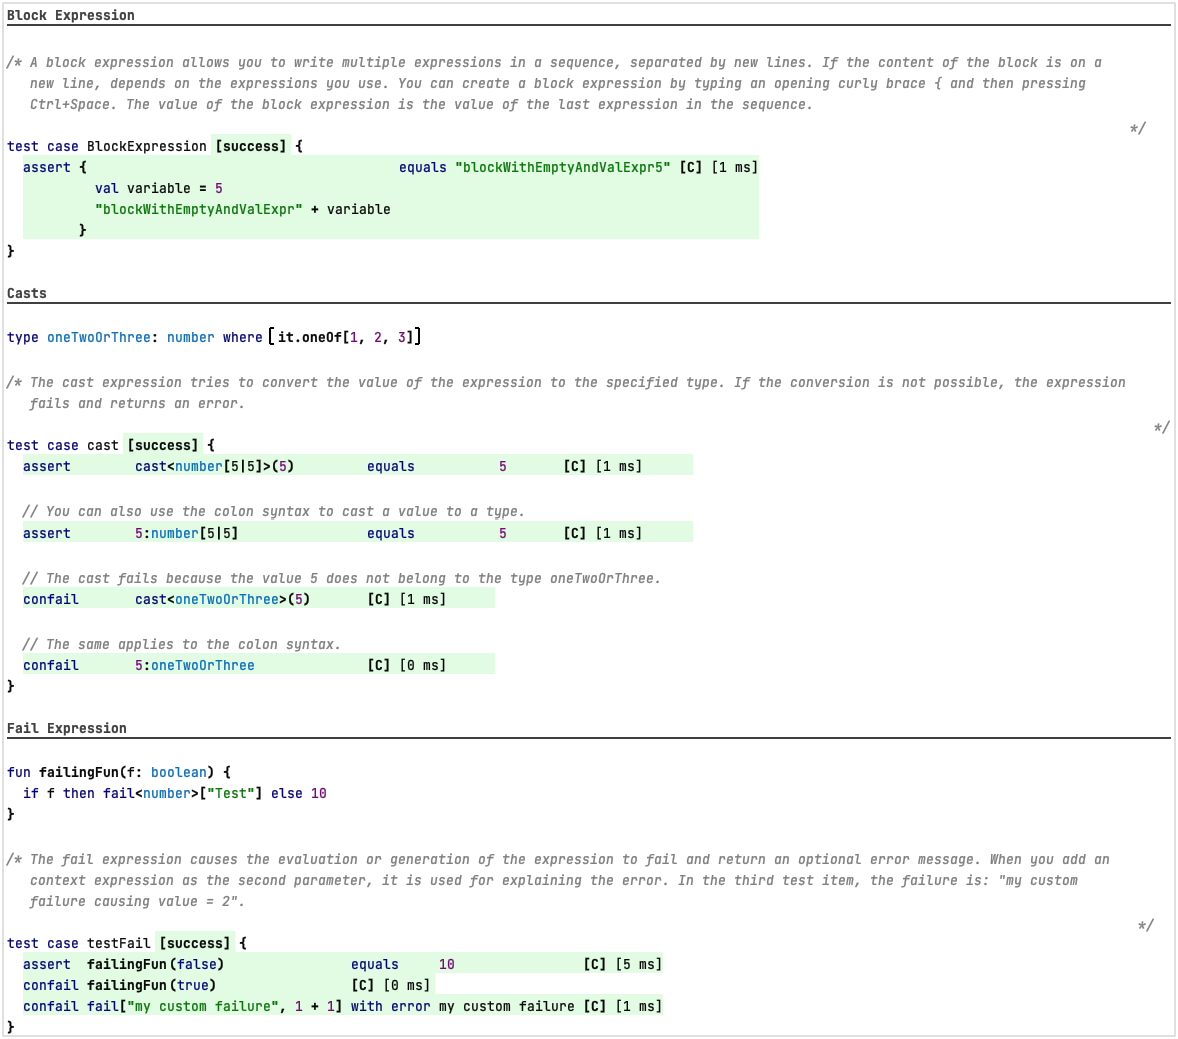 Block Expression
/* A block expression allows you to write multiple expressions in a sequence, separated by new lines. If the content of the block is on a
new line, depends on the expressions you use. You can create a block expression by typing an opening curly brace { and then pressing
Ctrl+Space. The value of the block expression is the value of the last expression in the sequence.
*/
test case BlockExpression [success] {
assert { equals "blockWithEmptyAndValExpr5" [C] [1 ms]
val variable = 5
"blockWithEmptyAndValExpr" + variable
}
}
Casts
type oneTwoOrThree: number where [it.oneOf[1, 2, 3]]
/* The cast expression tries to convert the value of the expression to the specified type. If the conversion is not possible, the expression
fails and returns an error.
*/
test case cast [success] {
assert cast<number[5|5]>(5) equals 5 [C] [1 ms]
// You can also use the colon syntax to cast a value to a type.
assert 5:number[5|5] equals 5 [C] [1 ms]
// The cast fails because the value 5 does not belong to the type oneTwoOrThree.
confail cast<oneTwoOrThree>(5) [C] [1 ms]
// The same applies to the colon syntax.
confail 5:oneTwoOrThree [C] [0 ms]
}
Fail Expression
fun failingFun(f: boolean) {
if f then fail<number>["Test"] else 10
}
/* The fail expression causes the evaluation or generation of the expression to fail and return an optional error message. When you add an
context expression as the second parameter, it is used for explaining the error. In the third test item, the failure is: "my custom
failure causing value = 2".
*/
test case testFail [success] {
assert failingFun(false) equals 10 [C] [5 ms]
confail failingFun(true) [C] [0 ms]
confail fail["my custom failure", 1 + 1] with error my custom failure [C] [1 ms]
}